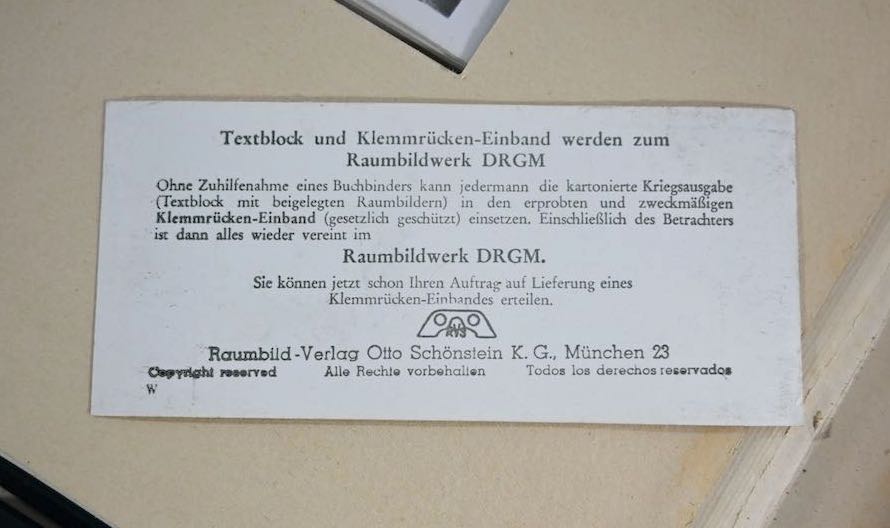 Textblock und Klemmrücken-Einband werden zum
Raumbildwerk DRGM
Ohne Zuhilfenahme eines Buchbinders kann jedermann die kartonierte Kriegsausgabe
(Textblock mit beigelegten Raumbildern) in den erprobten und zweckmäßigen
Klemmrücken-Einband (gesetzlich geschützt) einsetzen. Einschließlich des Betrachters
ist dann alles wieder vereint im
Raumbildwerk DRGM.
Sie können jetzt schon Ihren Auftrag auf Lieferung eines
Klemmrücken-Einbandes erteilen.
RVS
Raumbild-Verlag Otto Schönstein K. G., München 23
Copyright reserved Alle Rechte vorbehalten Todos los derechos reservados
W